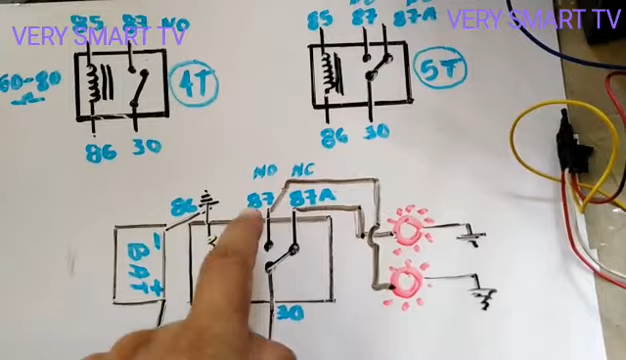 VERY SMART TV
VERY SMART TV
85 87 NO
85 87 87A
60-80
Ω
4T
5T
86 30
86 30
NO NC
86 87 87A
BAT
- +
30